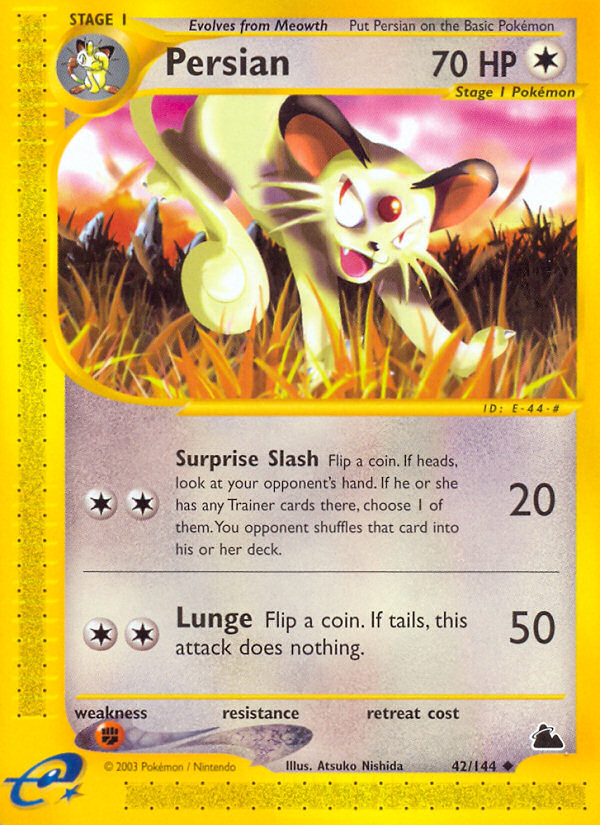 STAGE 1
Evolves from Meowth Put Persian on the Basic Pokémon
Persian 70 HP
Stage 1 Pokémon
ID: E-44-#
Surprise Slash Flip a coin. If heads,
look at your opponent's hand. If he or she
has any Trainer cards there, choose 1 of
them. You opponent shuffles that card into
his or her deck.
20
Lunge Flip a coin. If tails, this
attack does nothing.
50
weakness resistance retreat cost
© 2003 Pokémon / Nintendo Illus. Atsuko Nishida 42/144
e